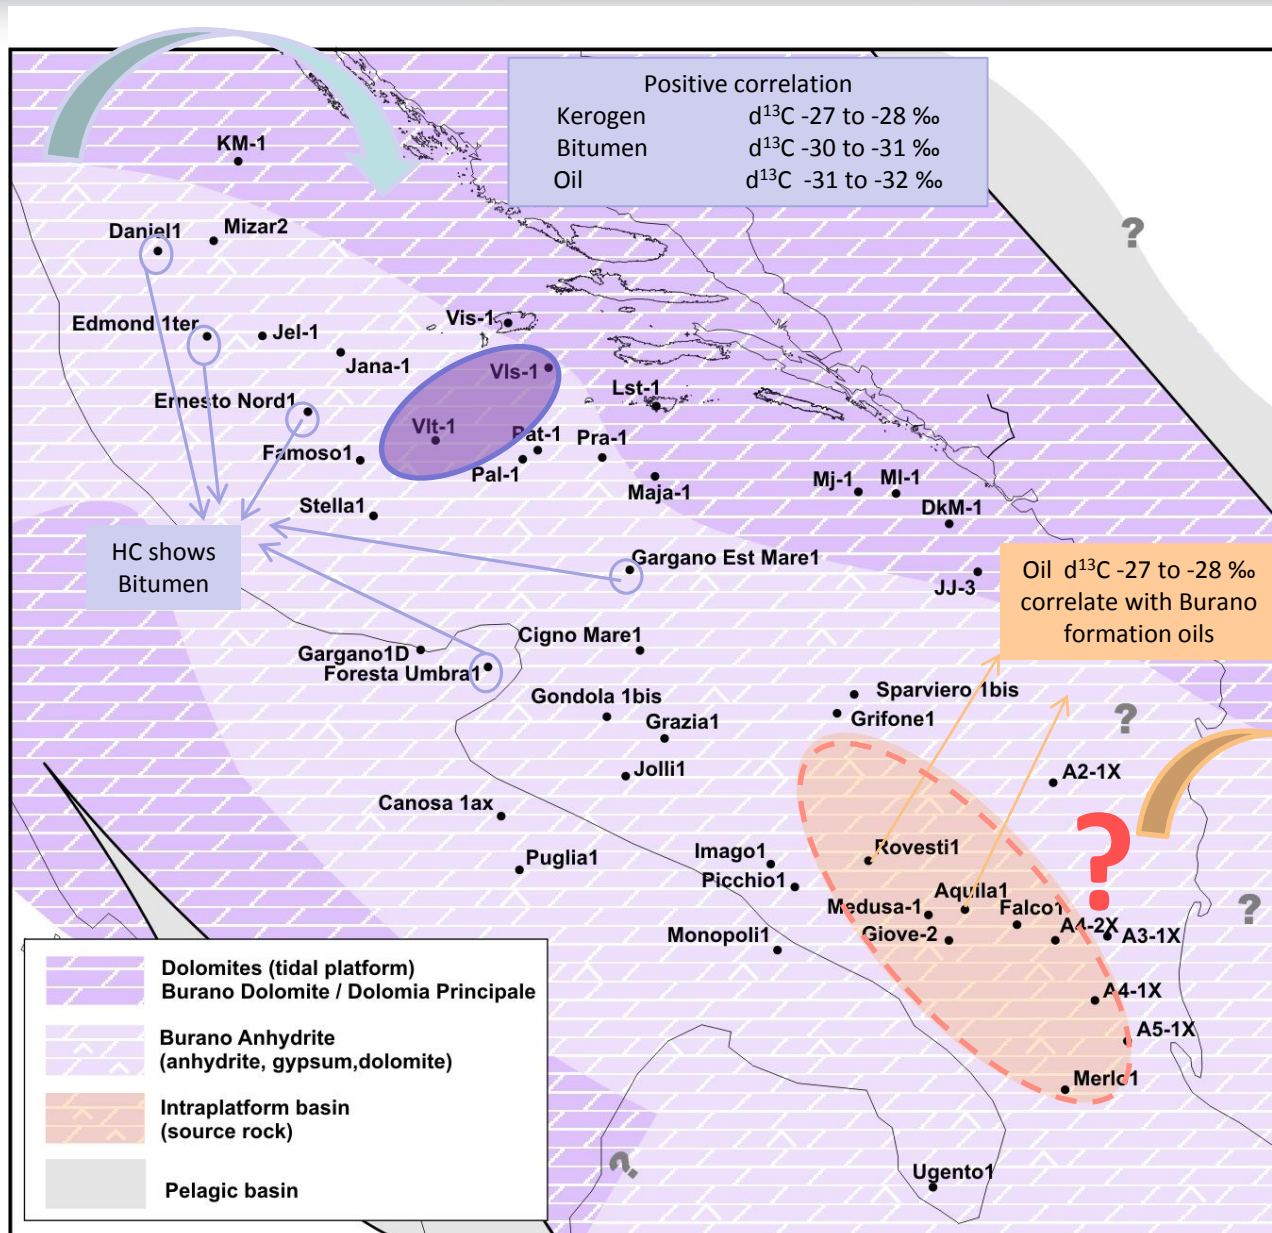 Positive correlation
Kerogen d¹³C -27 to -28 ‰
Bitumen d¹³C -30 to -31 ‰
Oil d¹³C -31 to -32 ‰
KM-1
?
Daniel1
Mizar2
Edmond 1ter
Jel-1
Vis-1
Jana-1
Vls-1
Lst-1
Ernesto Nord1
Vlt-1
Pat-1
Pra-1
Famoso1
Pal-1
Maja-1
Mj-1
Ml-1
Stella1
DkM-1
HC shows
Bitumen
Gargano Est Mare1
JJ-3
Oil d¹³C -27 to -28 ‰
correlate with Burano
formation oils
Cigno Mare1
Gargano1D
Foresta Umbra1
Gondola 1bis
Sparviero 1bis
Grifone1
Grazia1
?
Jolli1
A2-1X
Canosa 1ax
?
Imago1
Rovesti1
Puglia1
Picchio1
Aquila1
Medusa-1
Falco1
?
Monopoli1
Giove-2
A4-2X
A3-1X
A4-1X
A5-1X
Merlo1
?
Ugento1
Dolomites (tidal platform)
Burano Dolomite / Dolomia Principale
Burano Anhydrite
(anhydrite, gypsum,dolomite)
Intraplatform basin
(source rock)
Pelagic basin